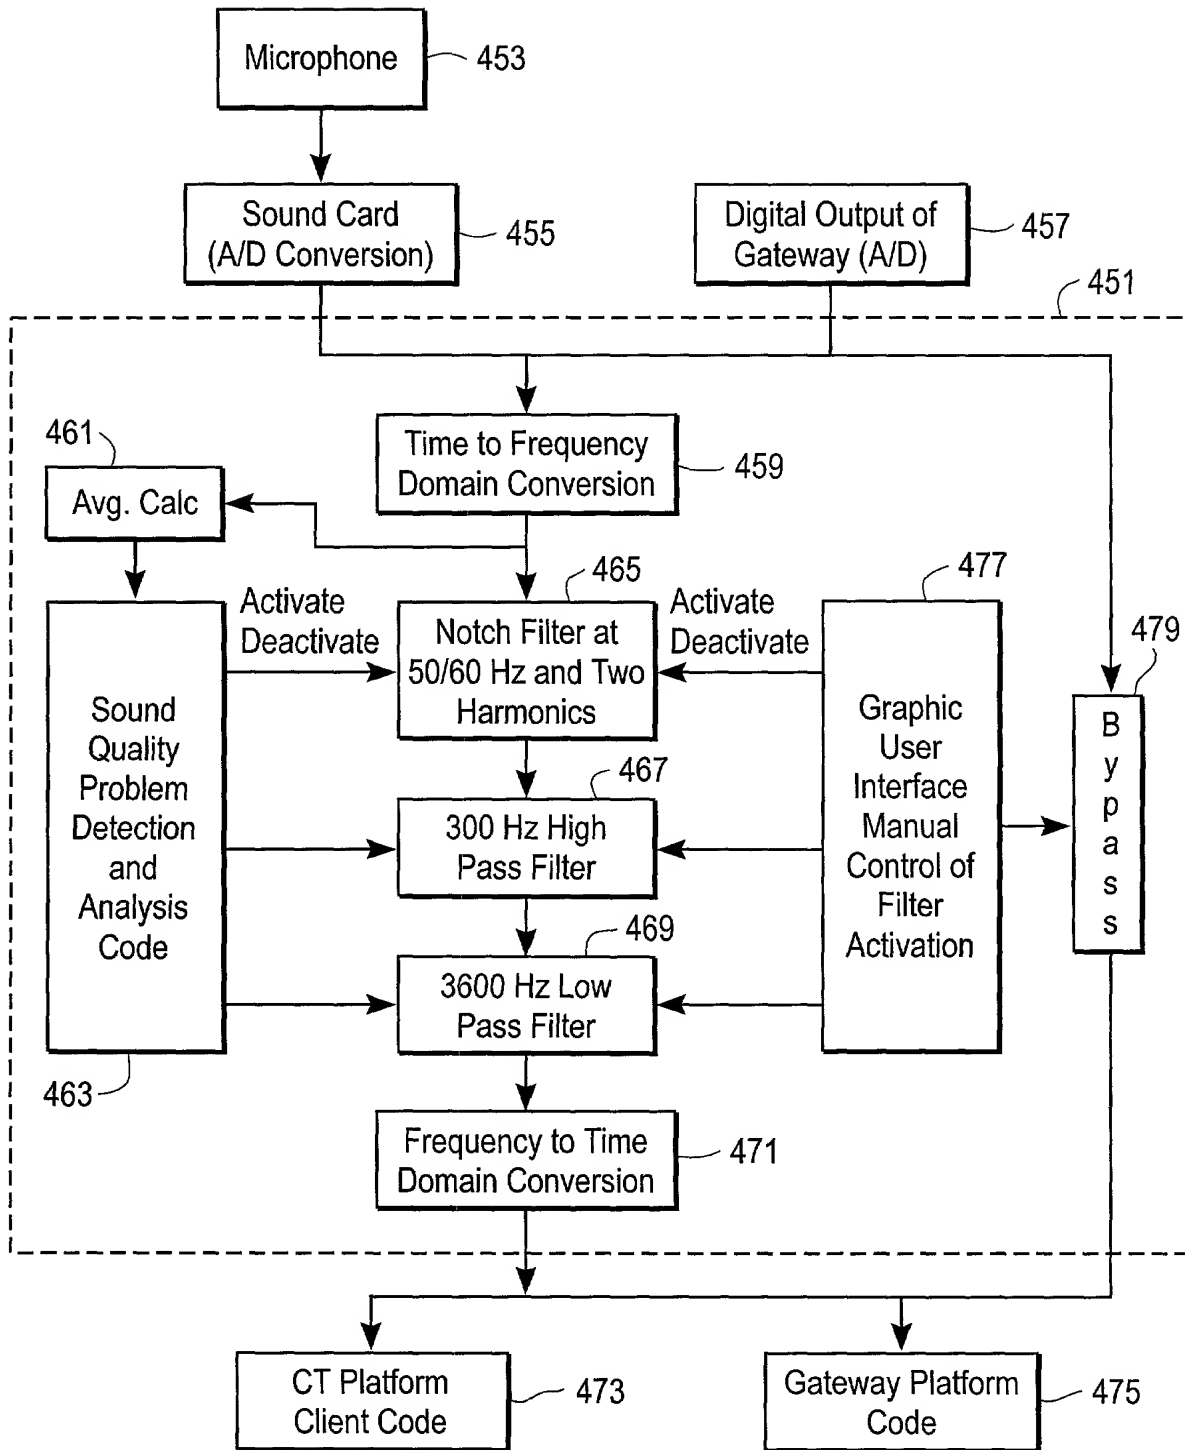 Microphone
453
Sound Card
(A/D Conversion)
455
Digital Output of
Gateway (A/D)
457
451
461
Avg. Calc
Time to Frequency
Domain Conversion
459
465
477
479
Activate
Deactivate
Notch Filter at
50/60 Hz and Two
Harmonics
Activate
Deactivate
Sound
Quality
Problem
Detection
and
Analysis
Code
463
467
300 Hz High
Pass Filter
469
3600 Hz Low
Pass Filter
Graphic
User
Interface
Manual
Control of
Filter
Activation
B
y
p
a
s
s
Frequency to Time
Domain Conversion
471
CT Platform
Client Code
473
Gateway Platform
Code
475